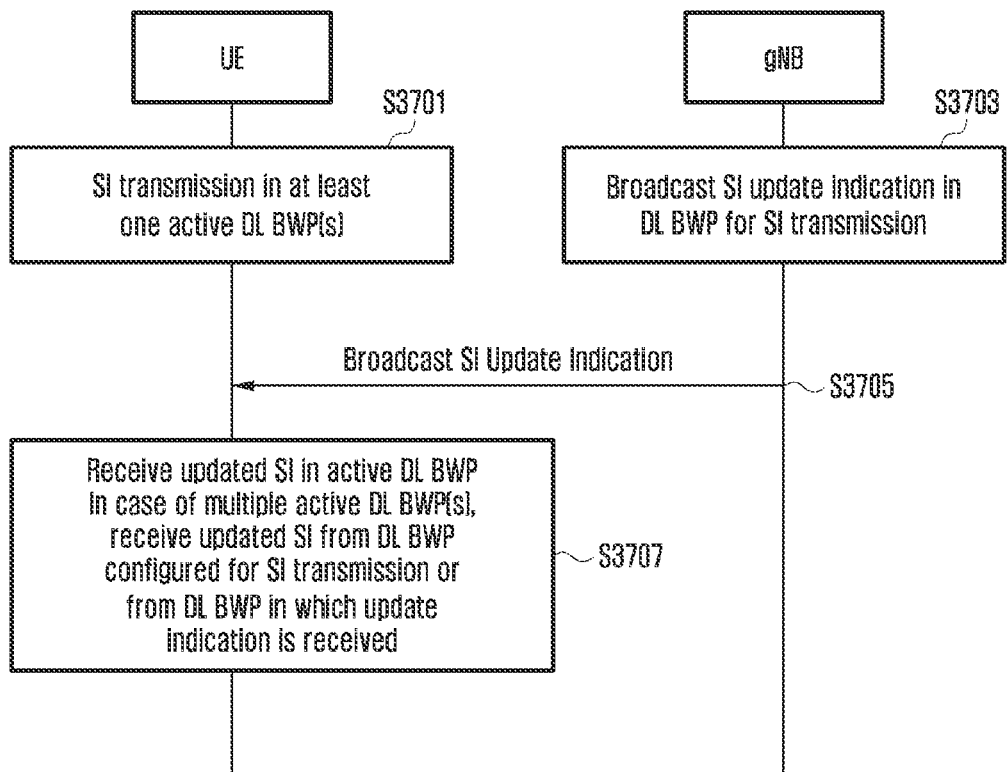 UE
gNB
S3701
S3703
SI transmission in at least
one active DL BWP(s)
Broadcast SI update indication in
DL BWP for SI transmission
Broadcast SI Update Indication
S3705
Receive updated SI in active DL BWP
In case of multiple active DL BWP(s),
receive updated SI from DL BWP
configured for SI transmission or
from DL BWP in which update
indication is received
S3707